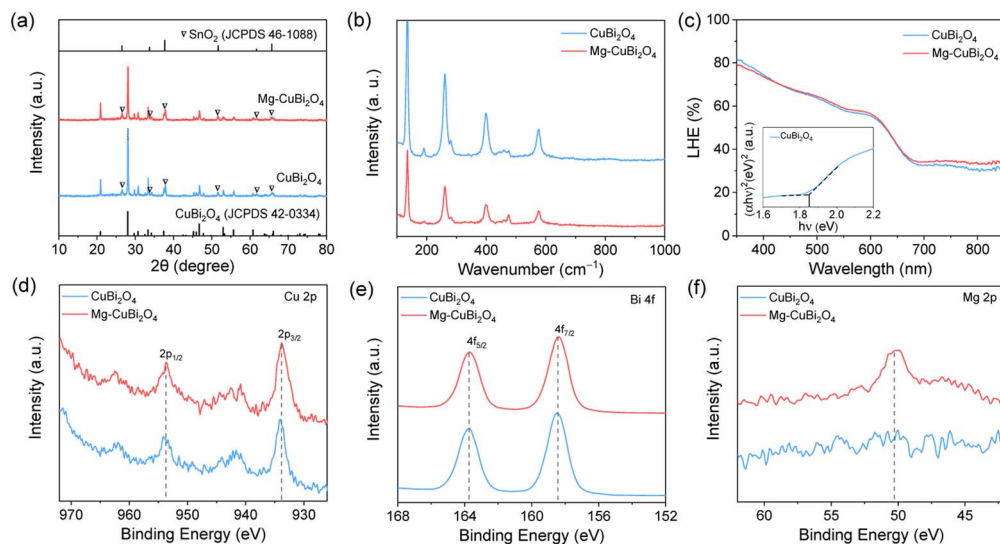 (a)
∇ SnO₂ (JCPDS 46-1088)
Mg-CuBi₂O₄
CuBi₂O₄
CuBi₂O₄ (JCPDS 42-0334)
10 20 30 40 50 60 70 80
2θ (degree)
Intensity (a.u.)
(b)
CuBi₂O₄
Mg-CuBi₂O₄
200 400 600 800 1000
Wavenumber (cm⁻¹)
Intensity (a.u.)
(c)
CuBi₂O₄
Mg-CuBi₂O₄
100
80
60
40
20
0
LHE (%)
CuBi₂O₄
(αhν)²(eV)² (a.u.)
1.6 1.8 2.0 2.2
hν (eV)
400 500 600 700 800
Wavelength (nm)
(d)
CuBi₂O₄
Mg-CuBi₂O₄
Cu 2p
2p₁/₂
2p₃/₂
970 960 950 940 930
Binding Energy (eV)
Intensity (a.u.)
(e)
CuBi₂O₄
Mg-CuBi₂O₄
Bi 4f
4f₅/₂
4f₇/₂
168 164 160 156 152
Binding Energy (eV)
Intensity (a.u.)
(f)
CuBi₂O₄
Mg-CuBi₂O₄
Mg 2p
60 55 50 45
Binding Energy (eV)
Intensity (a.u.)